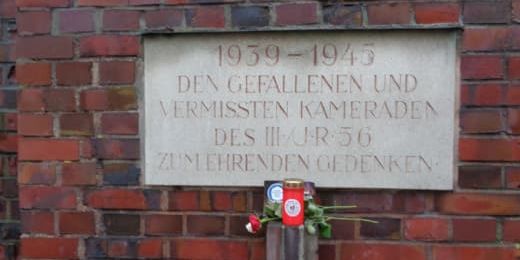 1939-1945
DEN GEFALLENEN UND
VERMISSTEN KAMERADEN
DES III./J.R.56
ZUM EHRENDEN GEDENKEN.